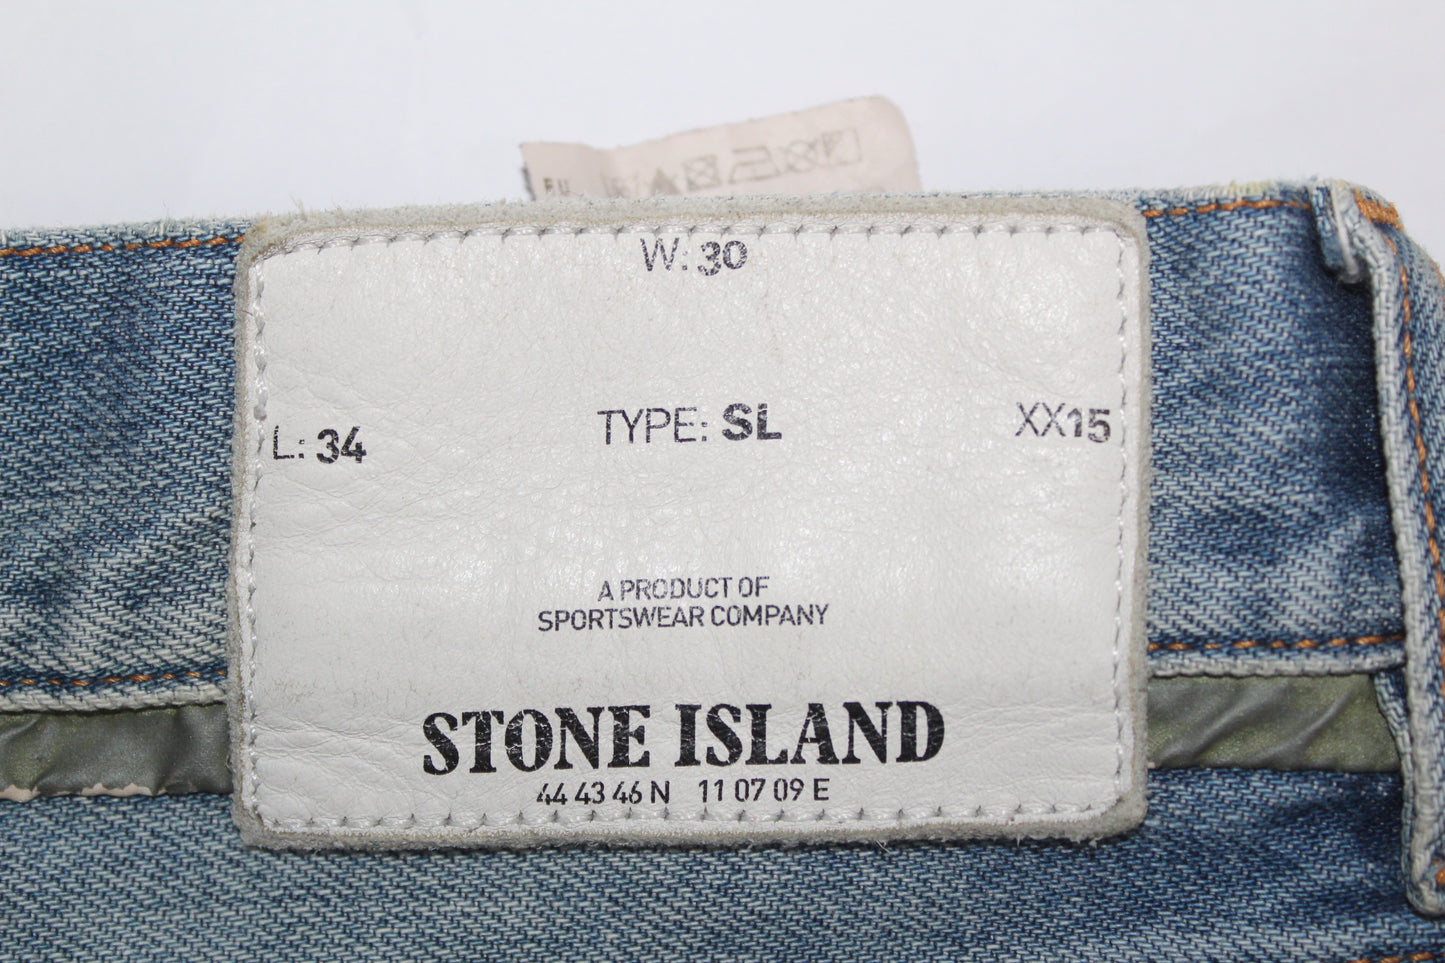 W: 30
L: 34 TYPE: SL XX15
A PRODUCT OF
SPORTSWEAR COMPANY
STONE ISLAND
44 43 46 N 11 07 09 E